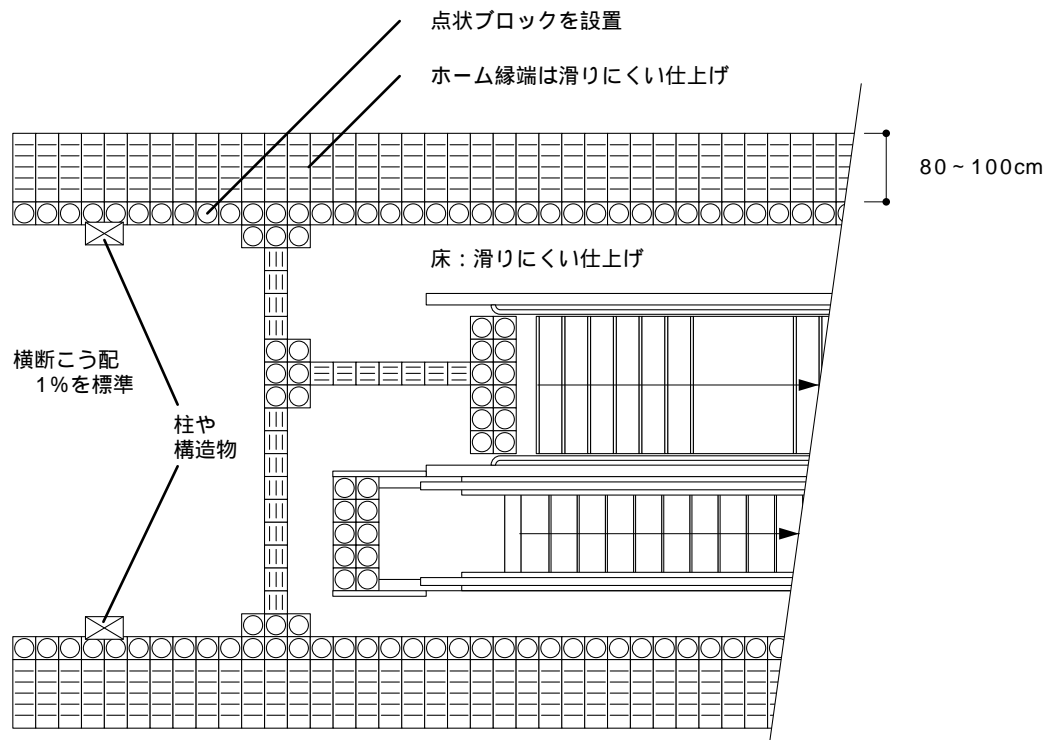 点状ブロックを設置
ホーム縁端は滑りにくい仕上げ
80~100cm
床:滑りにくい仕上げ
横断こう配
1%を標準
柱や
構造物